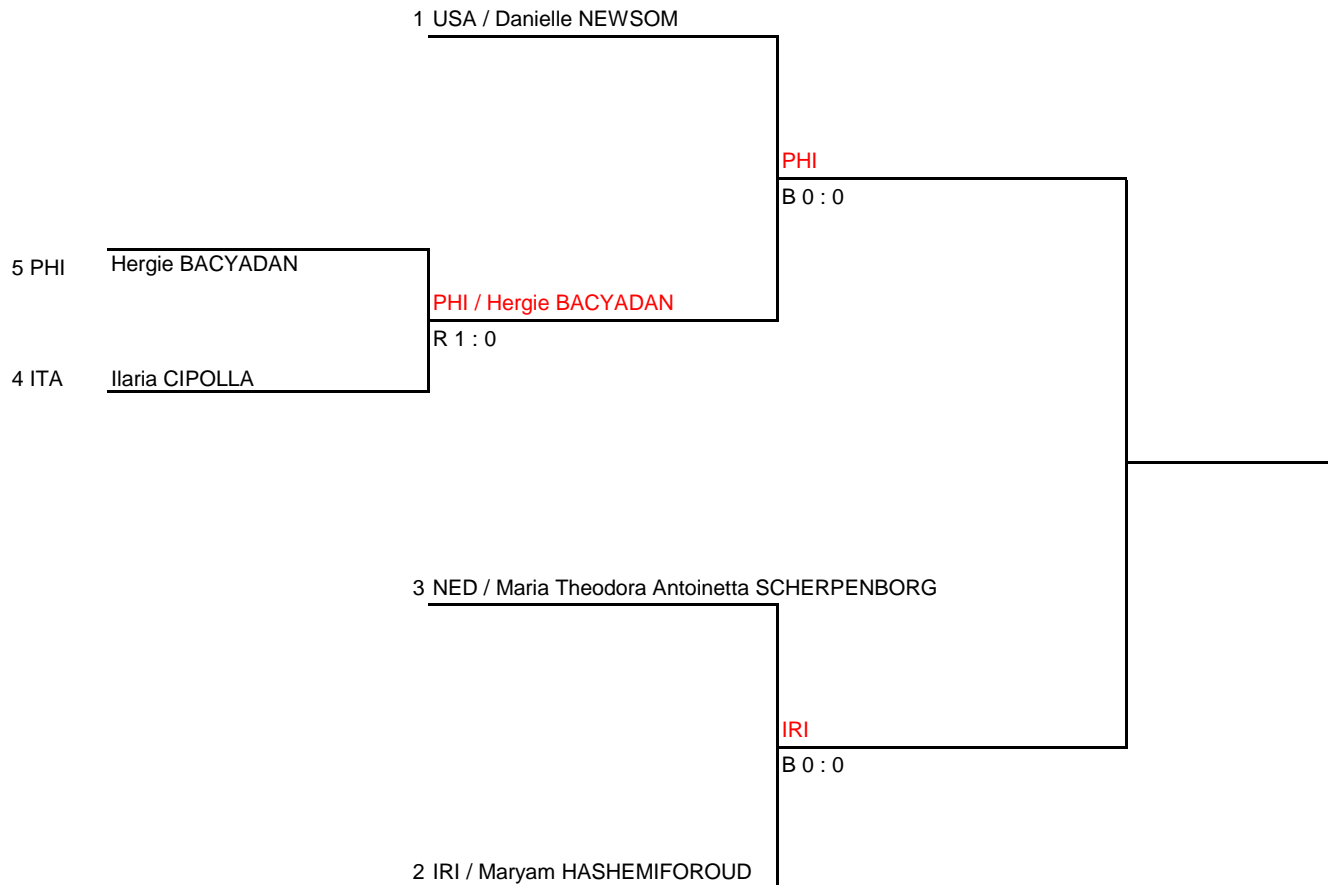 1 USA / Danielle NEWSOM
PHI
B 0 : 0
5 PHI Hergie BACYADAN
PHI / Hergie BACYADAN
R 1 : 0
4 ITA Ilaria CIPOLLA
3 NED / Maria Theodora Antoinetta SCHERPENBORG
IRI
B 0 : 0
2 IRI / Maryam HASHEMIFOROUD